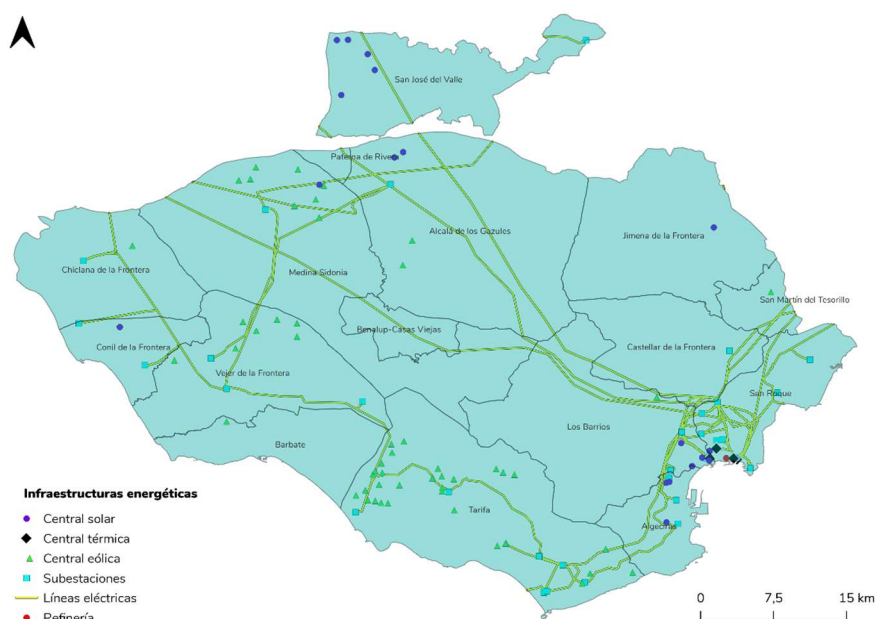 San José del Valle
Paterna de Rivera
Alcalá de los Gazules
Jimena de la Frontera
Chiclana de la Frontera
Medina Sidonia
San Martín del Tesorillo
Benalup-Casas Viejas
Conil de la Frontera
Castellar de la Frontera
Vejer de la Frontera
San Roque
Los Barrios
Barbate
Tarifa
Algeciras
Infraestructuras energéticas
Central solar
Central térmica
Central eólica
Subestaciones
Líneas eléctricas
Refinería
0 7,5 15 km